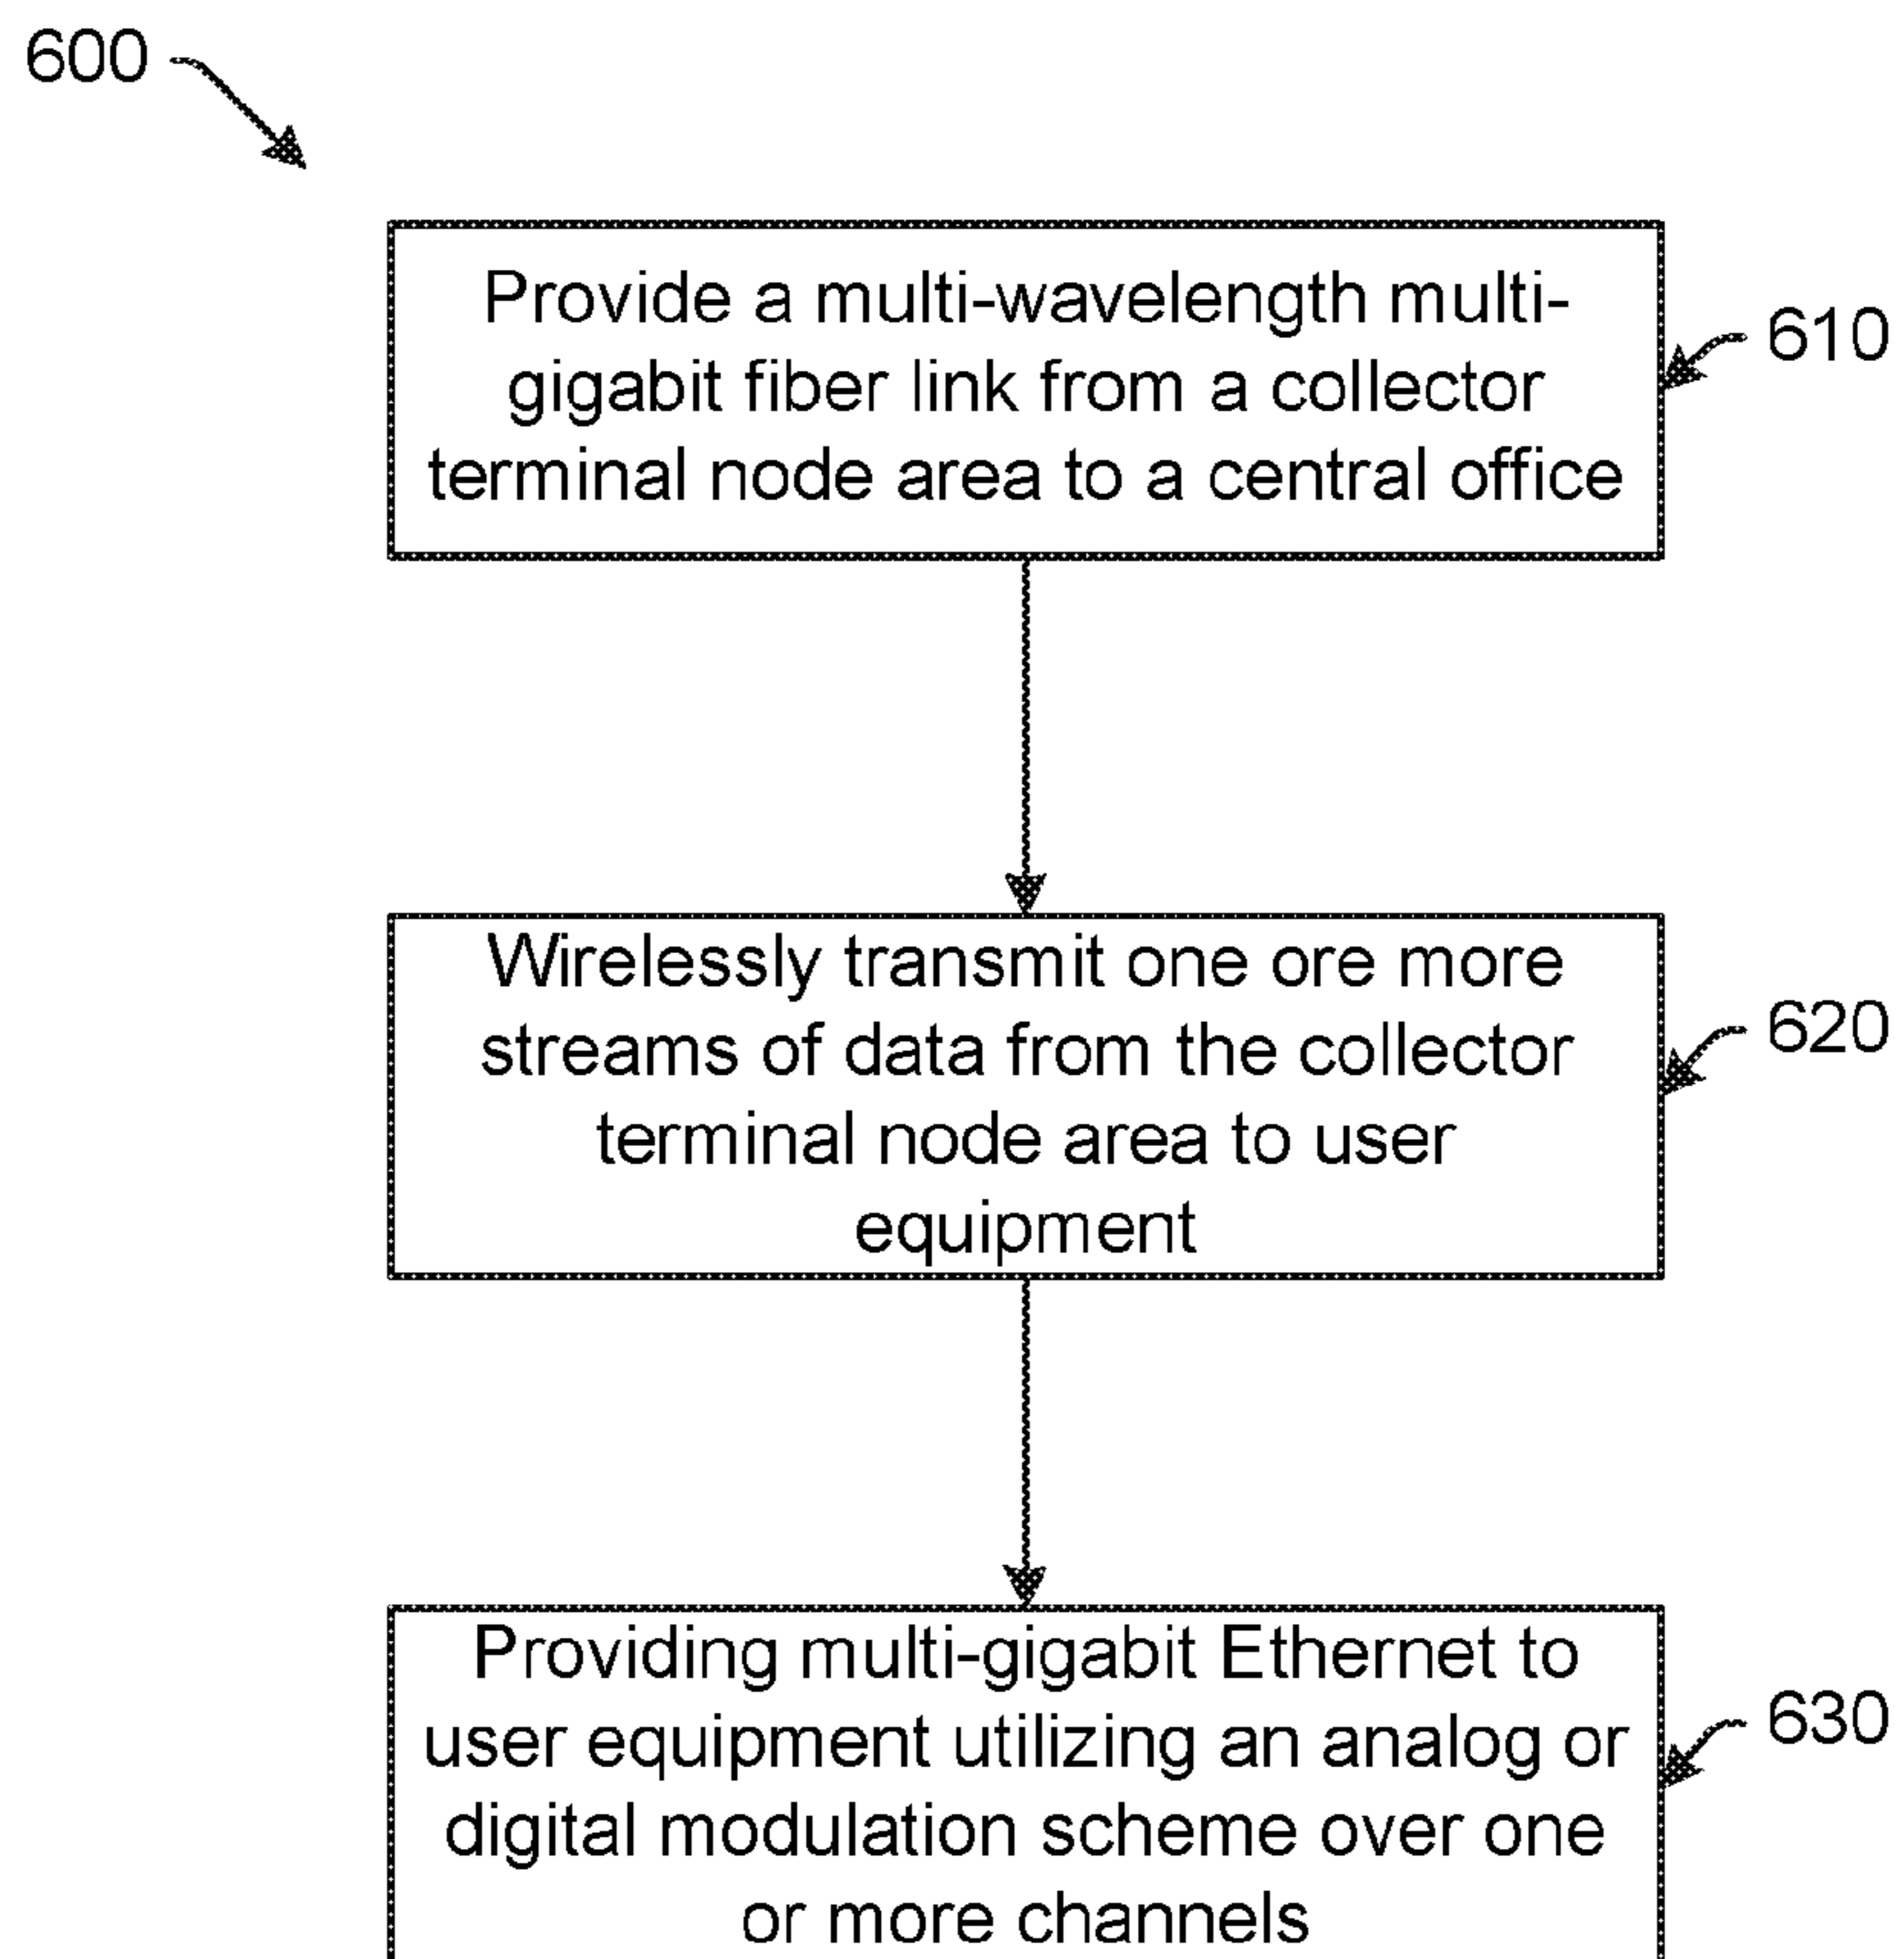 600
Provide a multi-wavelength multi-
gigabit fiber link from a collector
terminal node area to a central office
610
Wirelessly transmit one ore more
streams of data from the collector
terminal node area to user
equipment
620
Providing multi-gigabit Ethernet to
user equipment utilizing an analog or
digital modulation scheme over one
or more channels
630